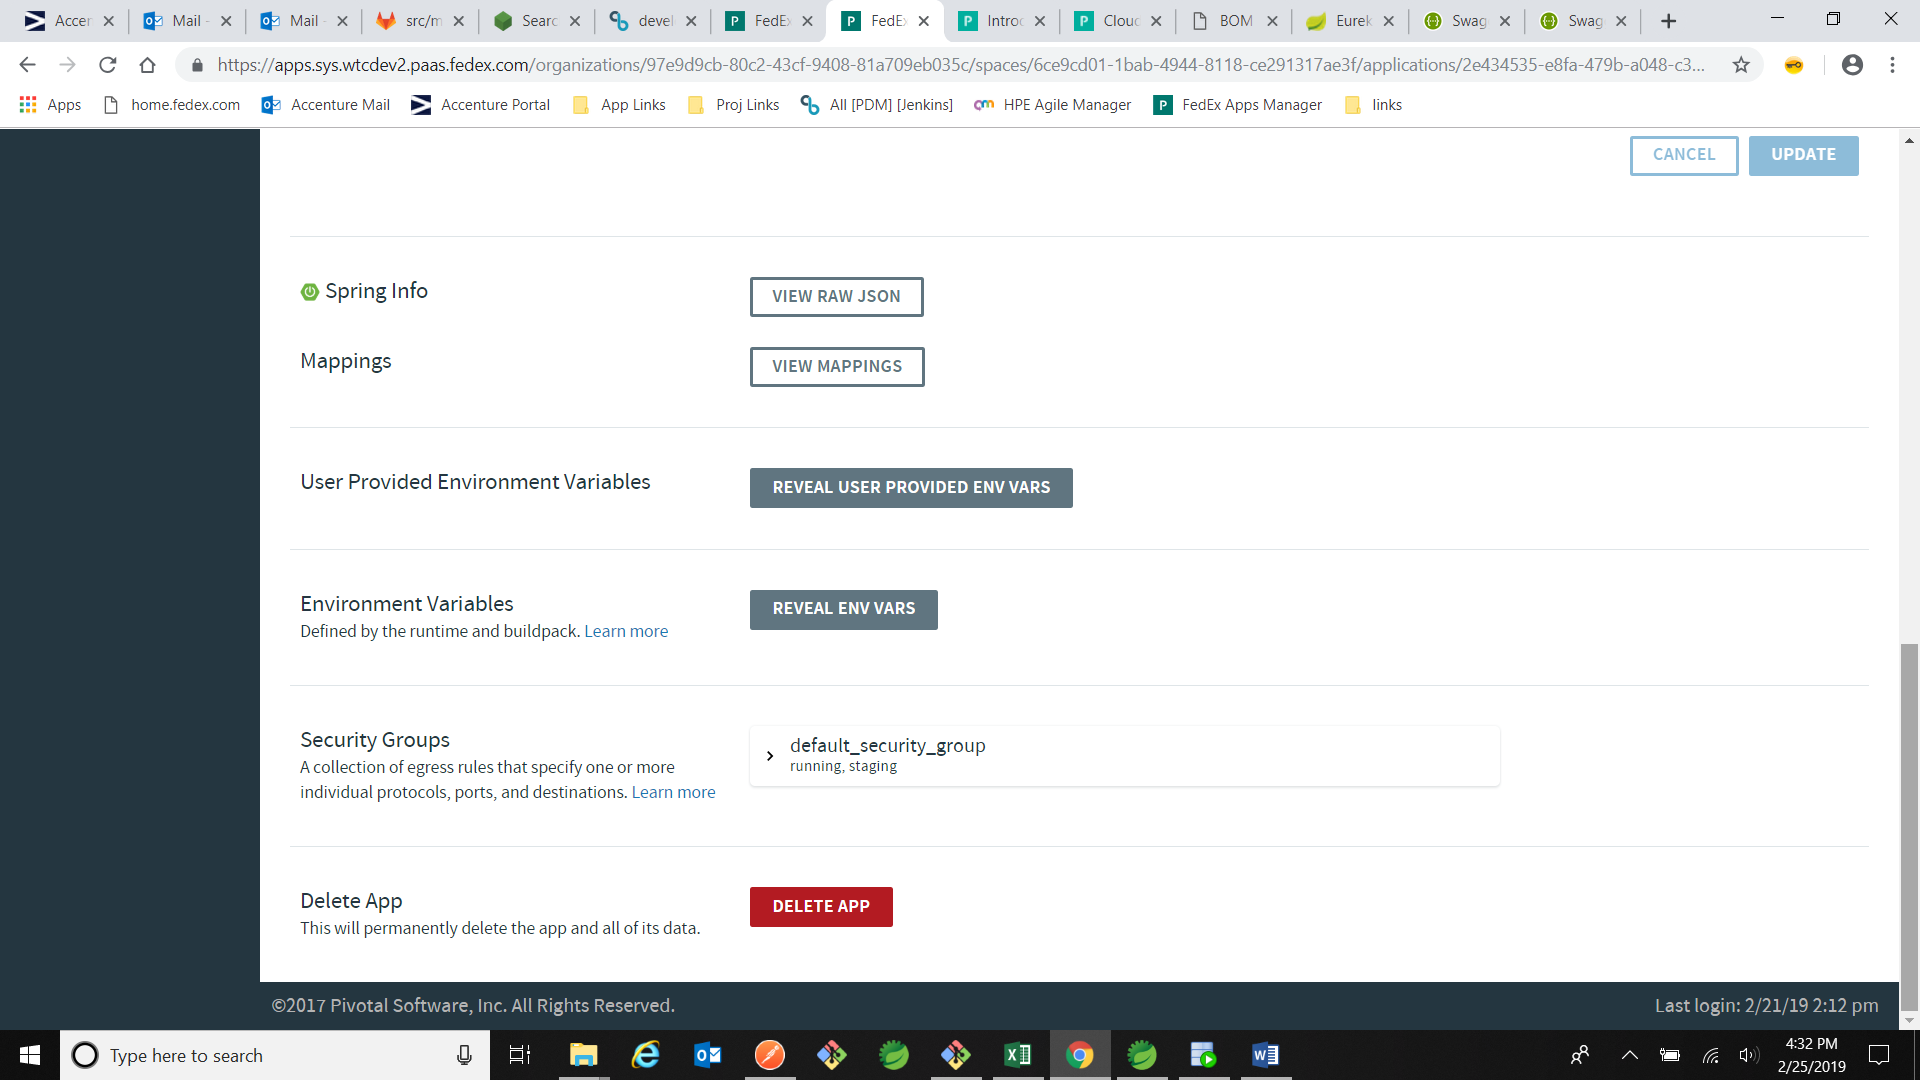 Accer
Mail
Mail
src/m
Searc
devel
FedEx
FedEx
Introd
Cloud
BOM
Eurek
Swag
Swag
https://apps.sys.wtcdev2.paas.fedex.com/organizations/97e9d9cb-80c2-43cf-9408-81a709eb035c/spaces/6ce9cd01-1bab-4944-8118-ce291317ae3f/applications/2e434535-e8fa-479b-a048-c3...
Apps
home.fedex.com
Accenture Mail
Accenture Portal
App Links
Proj Links
All [PDM] [Jenkins]
HPE Agile Manager
FedEx Apps Manager
links
CANCEL
UPDATE
Spring Info
VIEW RAW JSON
Mappings
VIEW MAPPINGS
User Provided Environment Variables
REVEAL USER PROVIDED ENV VARS
Environment Variables
Defined by the runtime and buildpack. Learn more
REVEAL ENV VARS
Security Groups
A collection of egress rules that specify one or more
individual protocols, ports, and destinations. Learn more
default_security_group
running, staging
Delete App
This will permanently delete the app and all of its data.
DELETE APP
©2017 Pivotal Software, Inc. All Rights Reserved.
Last login: 2/21/19 2:12 pm
Type here to search
4:32 PM
2/25/2019